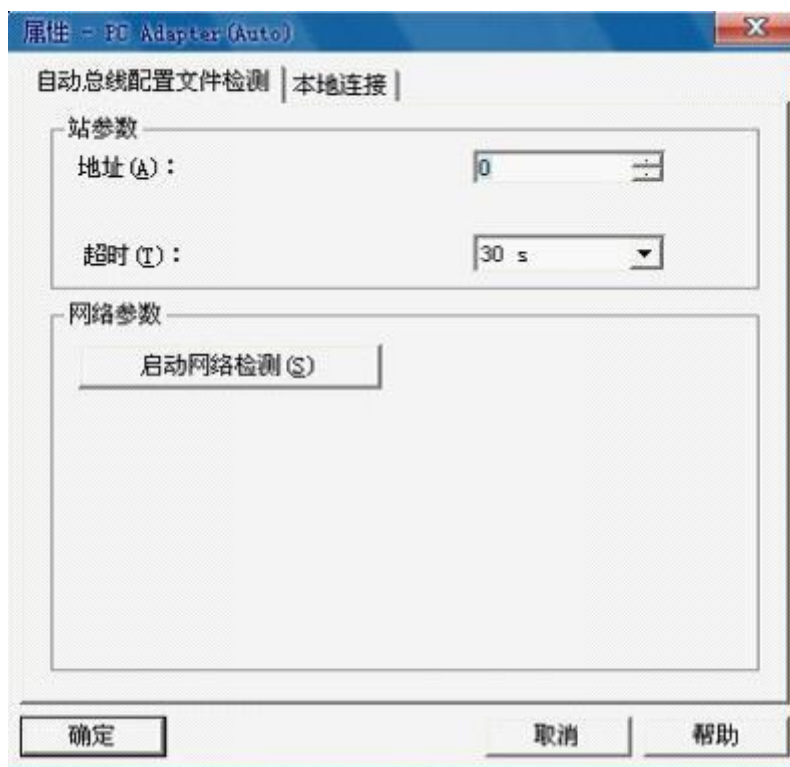 属性 - PC Adapter(Auto)
自动总线配置文件检测 本地连接
站参数
地址(A)： 0
超时(T)： 30 s
网络参数
启动网络检测(S)
确定 取消 帮助